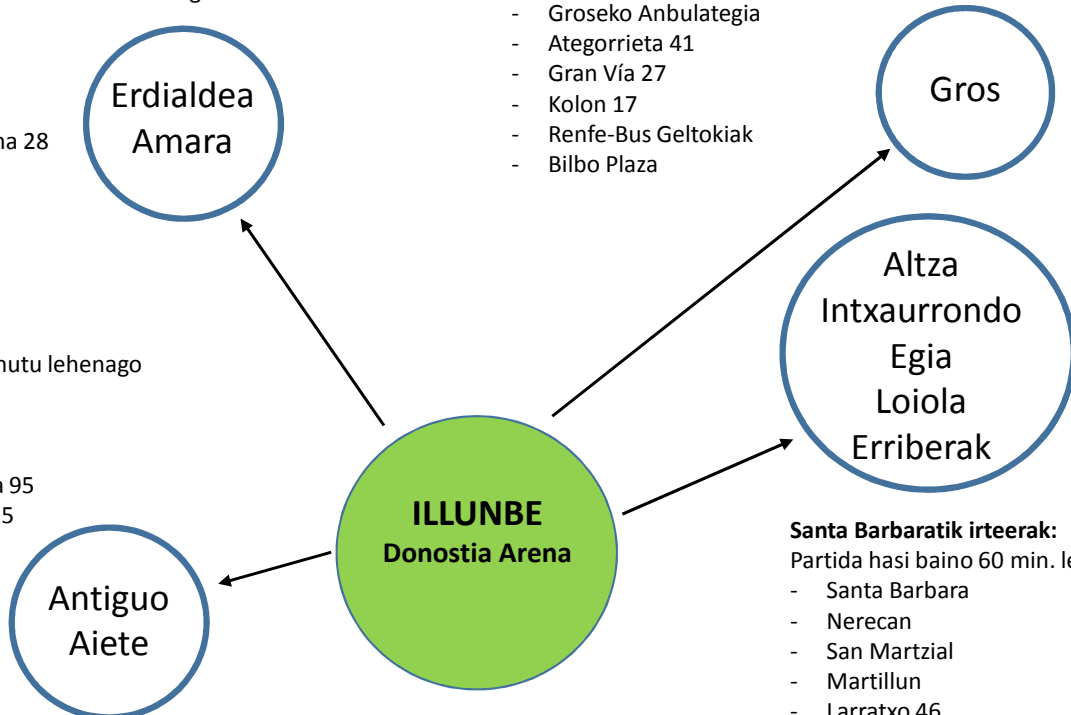 - Groseko Anbulategia
- Ategorrieta 41
- Gran Vía 27
- Kolon 17
- Renfe-Bus Geltokiak
- Bilbo Plaza
Erdialdea
Amara
Gros
28
Altza
Intxaurrondo
Egia
Loiola
Erriberak
lehenago
95
5
ILLUNBE
Donostia Arena
Antiguo
Aiete
Santa Barbaratik irteerak:
Partida hasi baino 60 min.
- Santa Barbara
- Nerecan
- San Martzial
- Martillun
- Larratxo 46